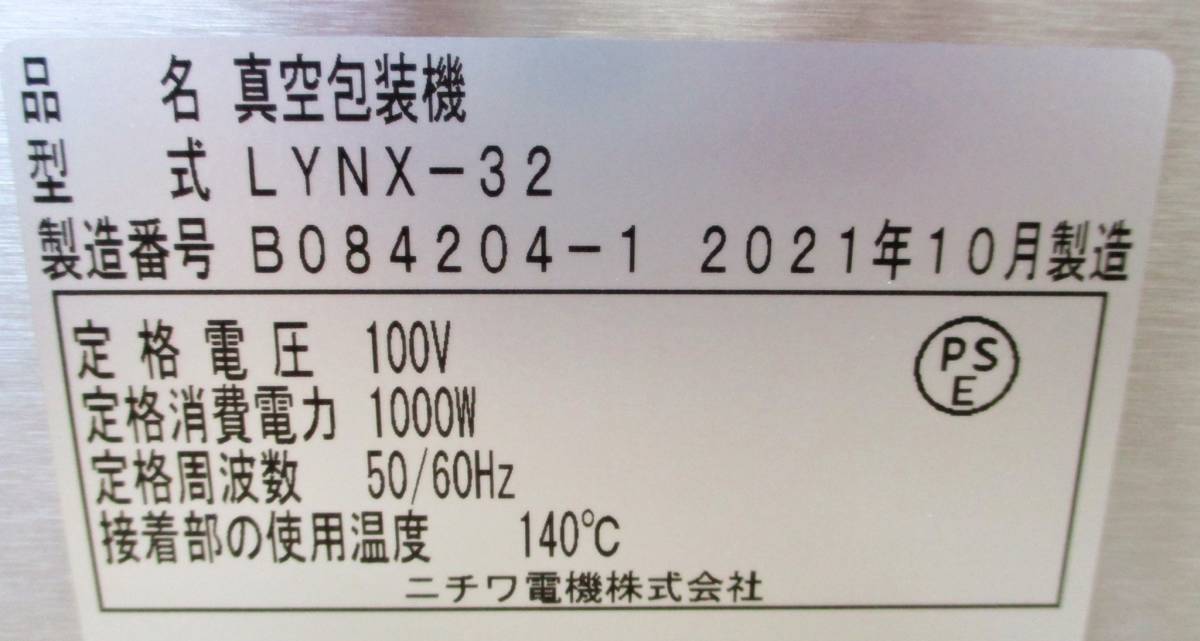 品名 真空包装機
型式 LYNX-32
製造番号 B084204-1 2021年10月製造
定格電圧 100V
PS
E
定格消費電力 1000W
定格周波数 50/60Hz
接着部の使用温度 140℃
ニチワ電機株式会社